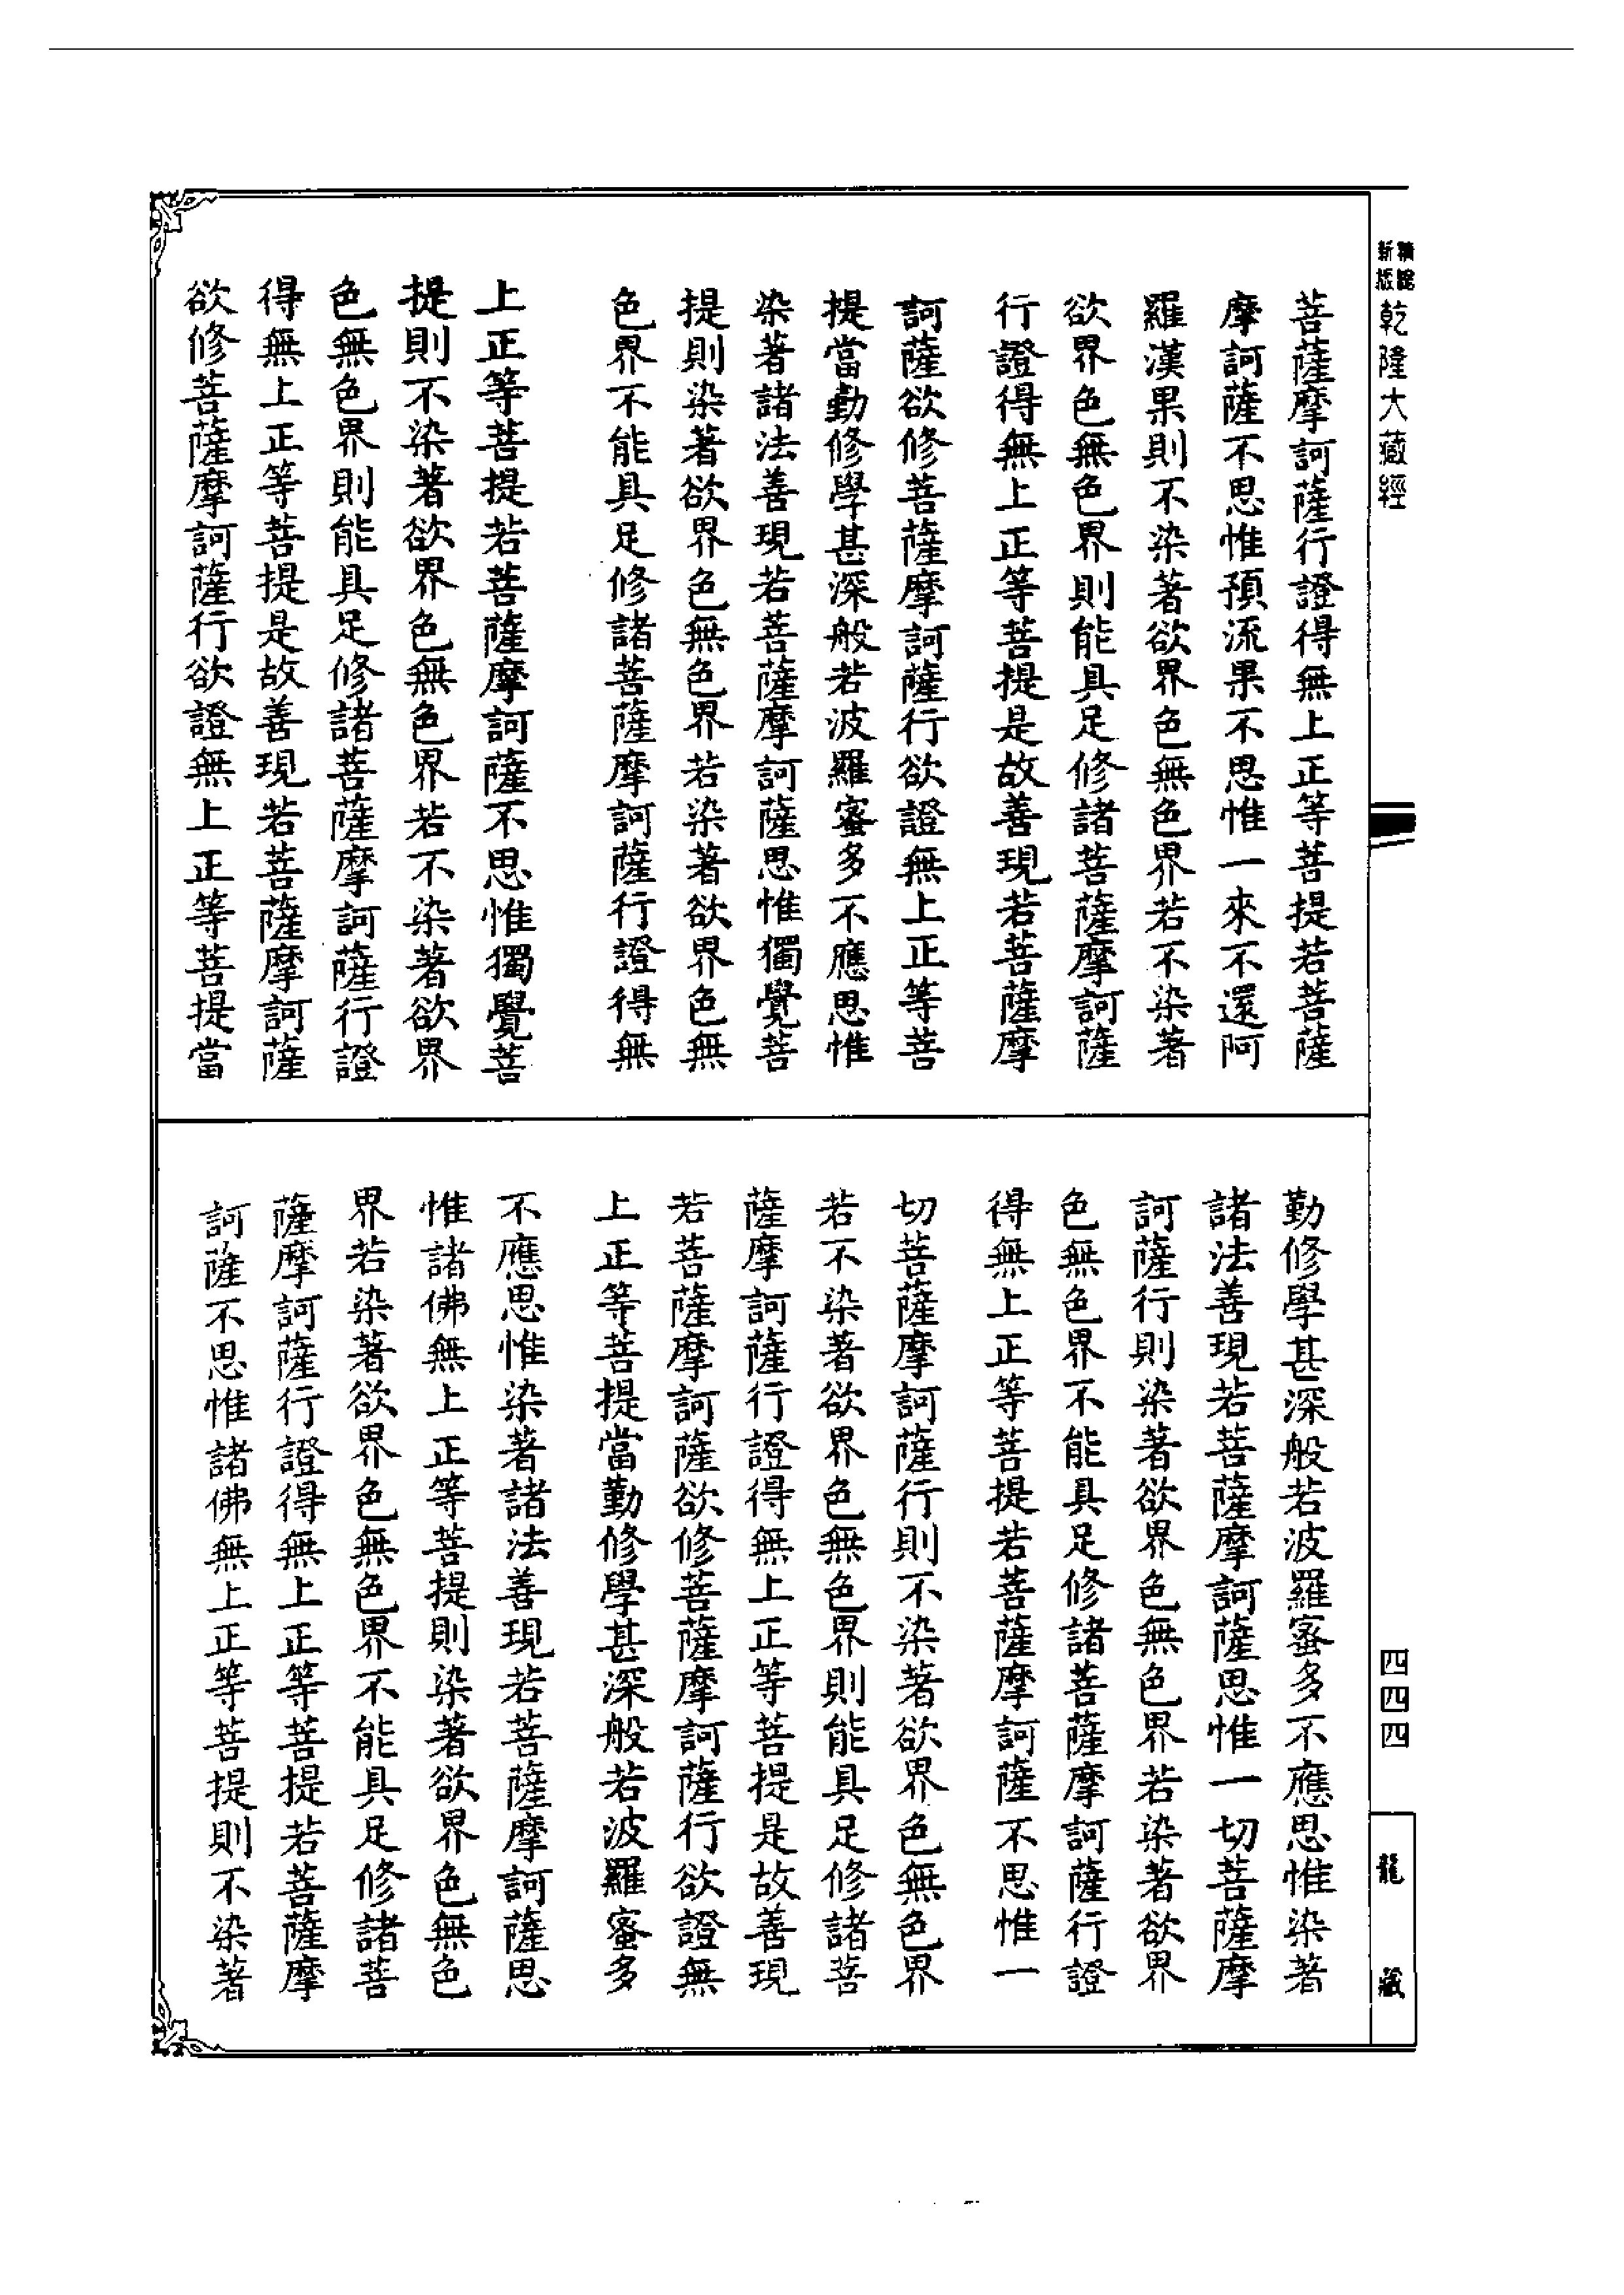 新版
乾隆大藏經
菩薩摩訶薩行證得無上正等菩提若菩薩
摩訶薩不思惟預流果不思惟一來不還阿
羅漢果則不染著欲界色無色界若不染著
欲界色無色界則能具足修諸菩薩摩訶薩
行證得無上正等菩提是故善現若菩薩摩
訶薩欲修菩薩摩訶薩行欲證無上正等菩
提當勤修學甚深般若波羅蜜多不應思惟
染著諸法善現若菩薩摩訶薩思惟獨覺菩
提則染著欲界色無色界若染著欲界色無
色界不能具足修諸菩薩摩訶薩行證得無
上正等菩提若菩薩摩訶薩不思惟獨覺菩
提則不染著欲界色無色界若不染著欲界
色無色界則能具足修諸菩薩摩訶薩行證
得無上正等菩提是故善現若菩薩摩訶薩
欲修菩薩摩訶薩行欲證無上正等菩提當
勤修學甚深般若波羅蜜多不應思惟染著
諸法善現若菩薩摩訶薩思惟一切菩薩摩
訶薩行則染著欲界色無色界若染著欲界
色無色界不能具足修諸菩薩摩訶薩行證
得無上正等菩提若菩薩摩訶薩不思惟一
切菩薩摩訶薩行則不染著欲界色無色界
若不染著欲界色無色界則能具足修諸菩
薩摩訶薩行證得無上正等菩提是故善現
若菩薩摩訶薩欲修菩薩摩訶薩行欲證無
上正等菩提當勤修學甚深般若波羅蜜多
不應思惟染著諸法善現若菩薩摩訶薩思
惟諸佛無上正等菩提則染著欲界色無色
界若染著欲界色無色界不能具足修諸菩
薩摩訶薩行證得無上正等菩提若菩薩摩
訶薩不思惟諸佛無上正等菩提則不染著
四四四
龍藏